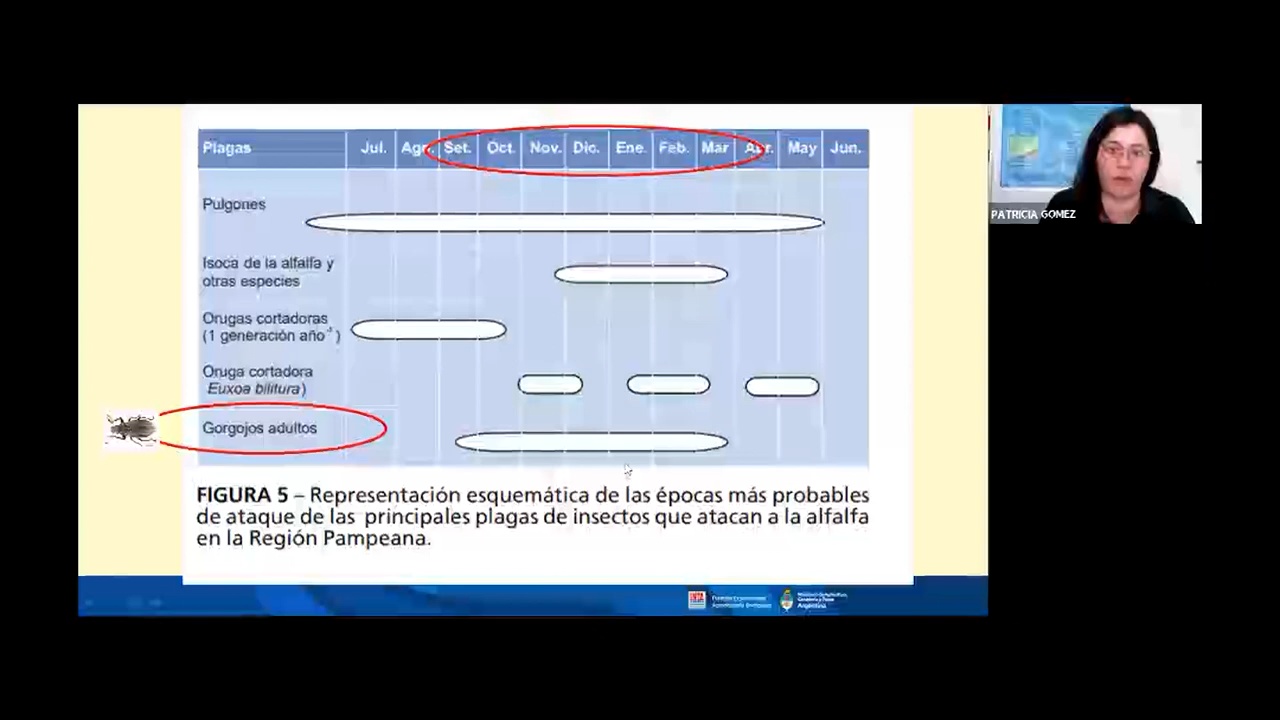 Plagas Jul. Ago. Set. Oct. Nov. Dic. Ene. Feb. Mar Abr. May Jun.
Pulgones
Isoca de la alfalfa y
otras especies
Orugas cortadoras
(1 generación año⁻¹)
Oruga cortadora
Euxoa bilitura)
Gorgojos adultos
FIGURA 5 – Representación esquemática de las épocas más probables
de ataque de las principales plagas de insectos que atacan a la alfalfa
en la Región Pampeana.
PATRICIA GOMEZ
Argentina